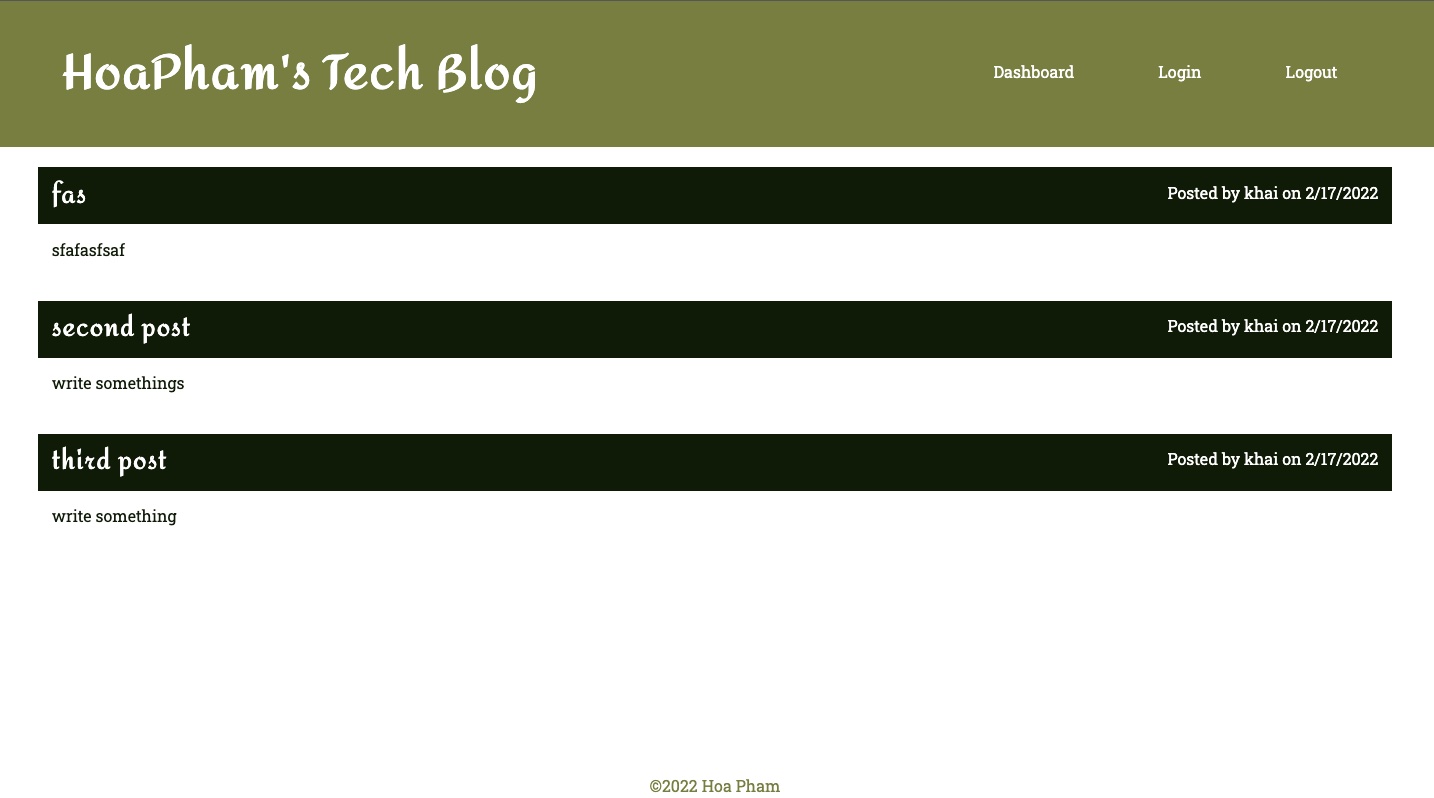 HoaPham's Tech Blog
Dashboard Login Logout
fas
Posted by khai on 2/17/2022
sfafasfsaf
second post
Posted by khai on 2/17/2022
write somethings
third post
Posted by khai on 2/17/2022
write something
©2022 Hoa Pham